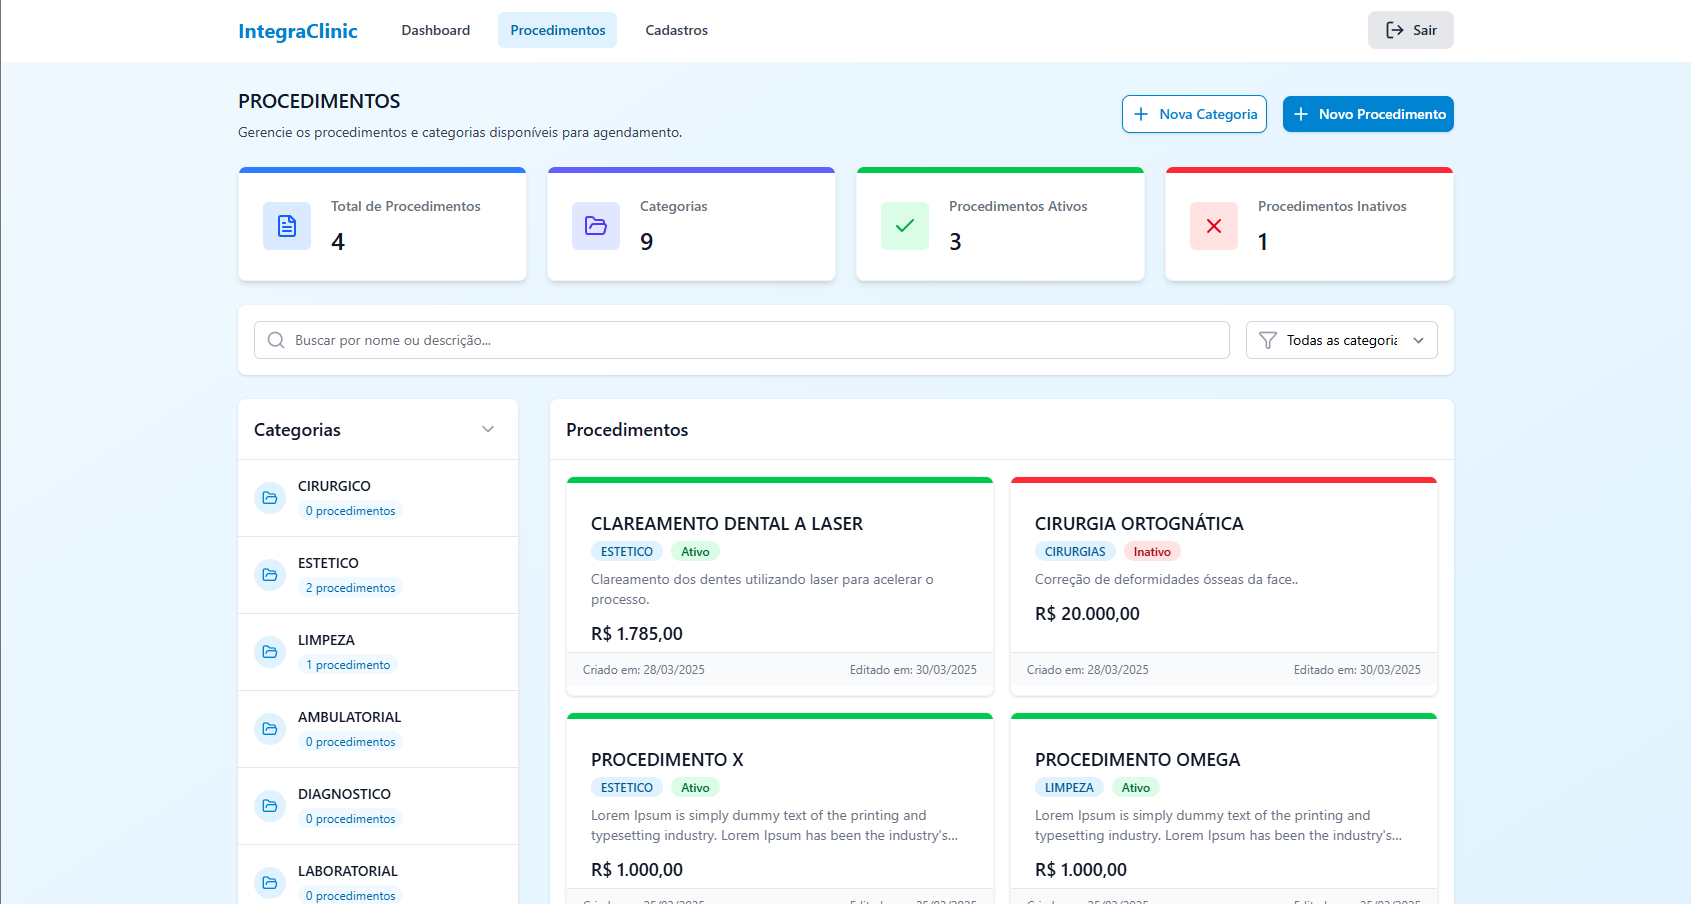 IntegraClinic
Dashboard
Procedimentos
Cadastros
Sair
PROCEDIMENTOS
Gerencie os procedimentos e categorias disponíveis para agendamento.
Nova Categoria
Novo Procedimento
Total de Procedimentos
4
Categorias
9
Procedimentos Ativos
3
Procedimentos Inativos
1
Buscar por nome ou descrição...
Todas as categoria
Categorias
CIRURGICO
0 procedimentos
ESTETICO
2 procedimentos
LIMPEZA
1 procedimento
AMBULATORIAL
0 procedimentos
DIAGNOSTICO
0 procedimentos
LABORATORIAL
0 procedimentos
Procedimentos
CLAREAMENTO DENTAL A LASER
ESTETICO Ativo
Clareamento dos dentes utilizando laser para acelerar o
processo.
R$ 1.785,00
Criado em: 28/03/2025 Editado em: 30/03/2025
CIRURGIA ORTOGNÁTICA
CIRURGIAS Inativo
Correção de deformidades ósseas da face..
R$ 20.000,00
Criado em: 28/03/2025 Editado em: 30/03/2025
PROCEDIMENTO X
ESTETICO Ativo
Lorem Ipsum is simply dummy text of the printing and
typesetting industry. Lorem Ipsum has been the industry's...
R$ 1.000,00
PROCEDIMENTO OMEGA
LIMPEZA Ativo
Lorem Ipsum is simply dummy text of the printing and
typesetting industry. Lorem Ipsum has been the industry's...
R$ 1.000,00